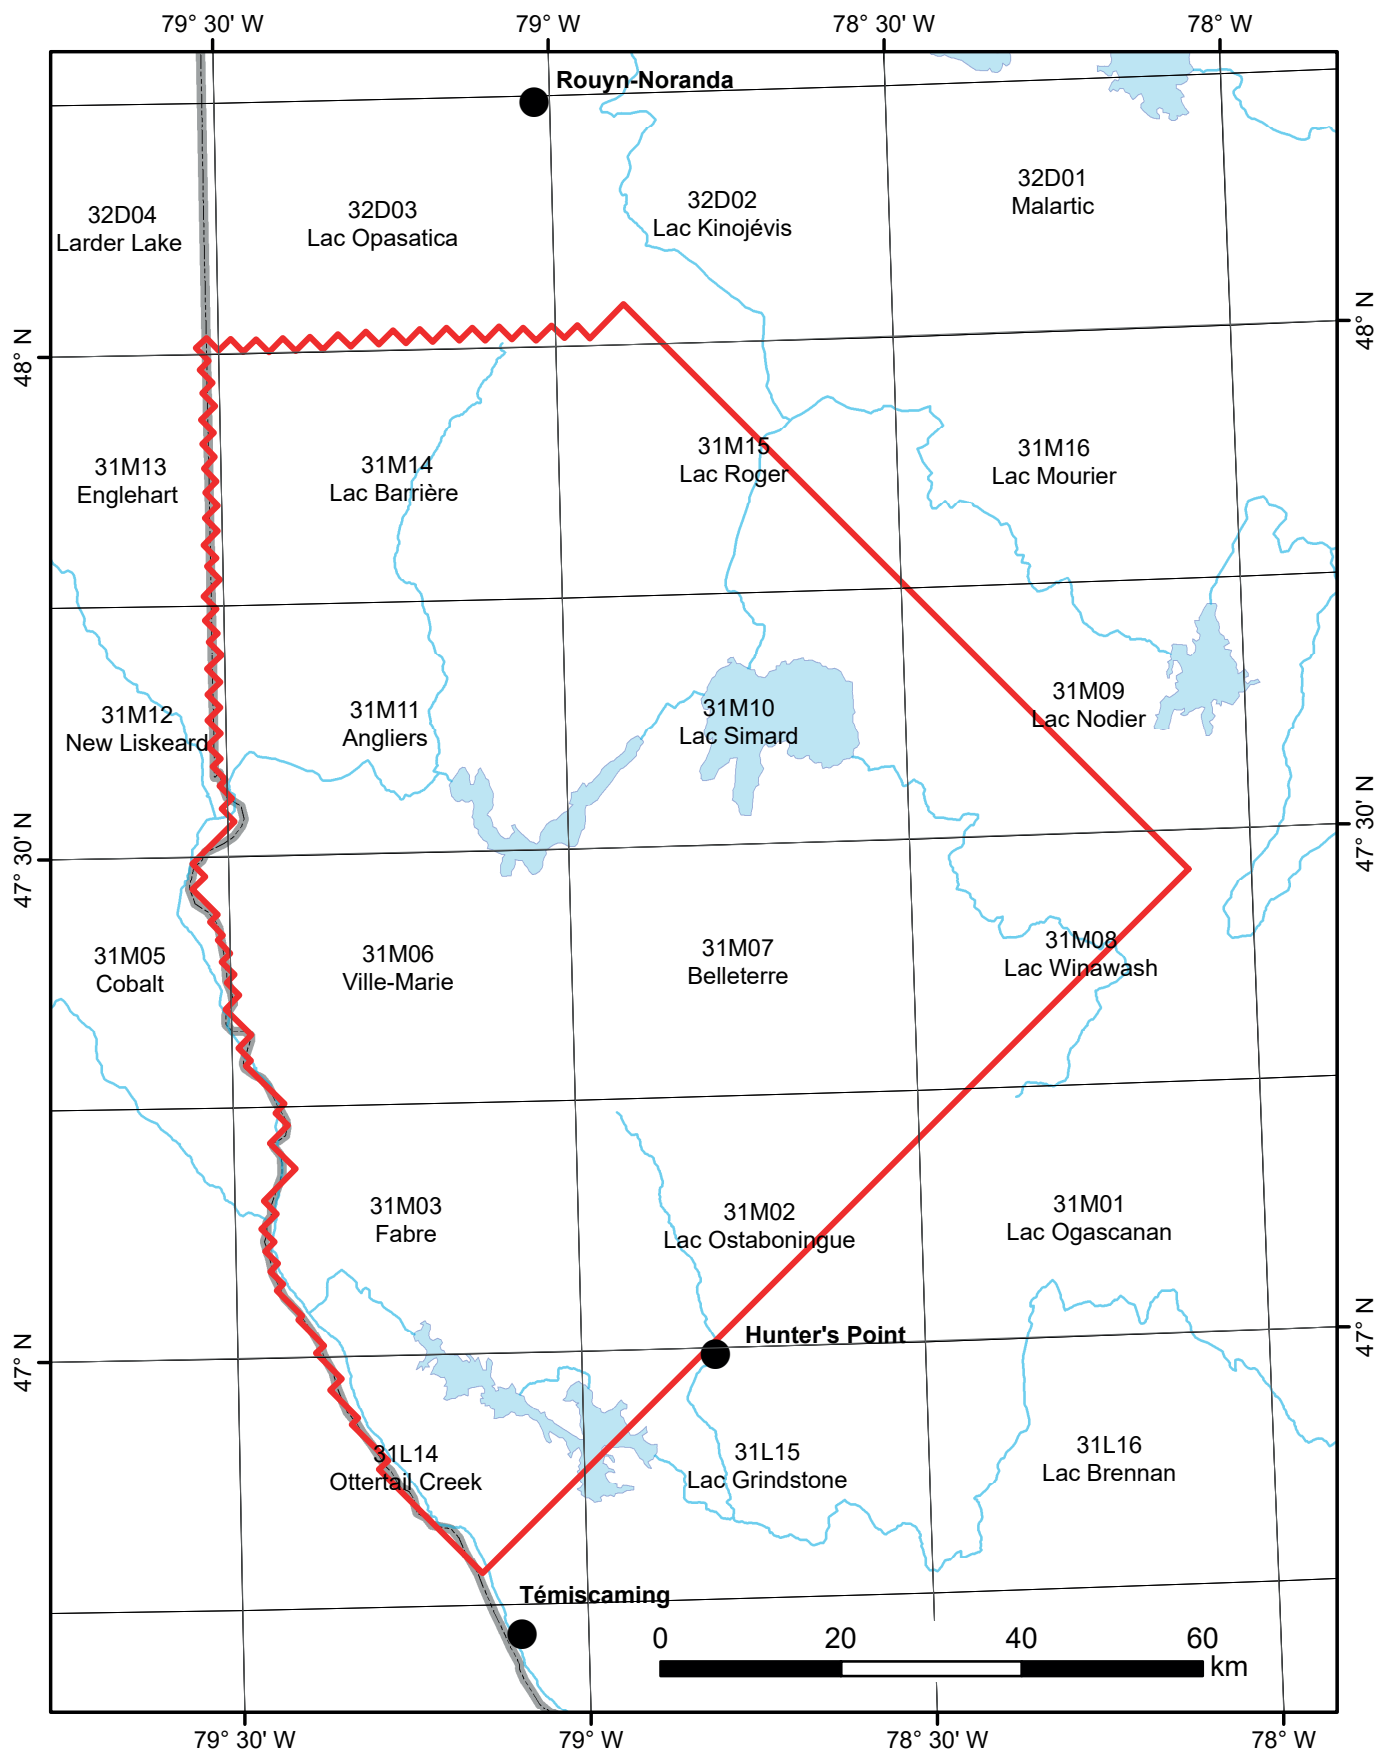 79° 30' W
79° W
78° 30' W
78° W
Rouyn-Noranda
32D04
Larder Lake
32D03
Lac Opasatica
32D02
Lac Kinojévis
32D01
Malartic
48° N
48° N
31M13
Englehart
31M14
Lac Barrière
31M15
Lac Roger
31M16
Lac Mourier
31M12
New Liskeard
31M11
Angliers
31M10
Lac Simard
31M09
Lac Nodier
47° 30' N
47° 30' N
31M05
Cobalt
31M06
Ville-Marie
31M07
Belleterre
31M08
Lac Winawash
31M03
Fabre
31M02
Lac Ostaboningue
31M01
Lac Ogascanan
47° N
47° N
Hunter's Point
31L14
Ottertail Creek
31L15
Lac Grindstone
31L16
Lac Brennan
Témiscaming
0 20 40 60
km
79° 30' W
79° W
78° 30' W
78° W